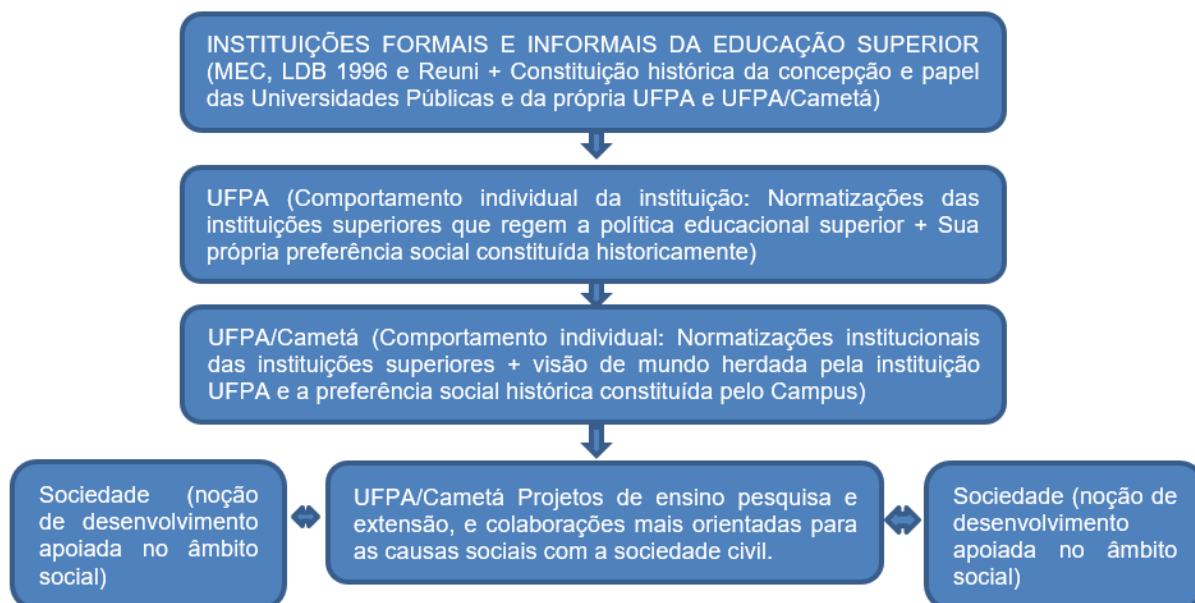 INSTITUIÇÕES FORMAIS E INFORMAIS DA EDUCAÇÃO SUPERIOR
(MEC, LDB 1996 e Reuni + Constituição histórica da concepção e papel
das Universidades Públicas e da própria UFPA e UFPA/Cametá)
UFPA (Comportamento individual da instituição: Normatizações das
instituições superiores que regem a política educacional superior + Sua
própria preferência social constituída historicamente)
UFPA/Cametá (Comportamento individual: Normatizações institucionais
das instituições superiores + visão de mundo herdada pela instituição
UFPA e a preferência social histórica constituída pelo Campus)
Sociedade (noção
de desenvolvimento
apoiada no âmbito
social)
UFPA/Cametá Projetos de ensino pesquisa e
extensão, e colaborações mais orientadas para
as causas sociais com a sociedade civil.
Sociedade (noção de
desenvolvimento
apoiada no âmbito
social)